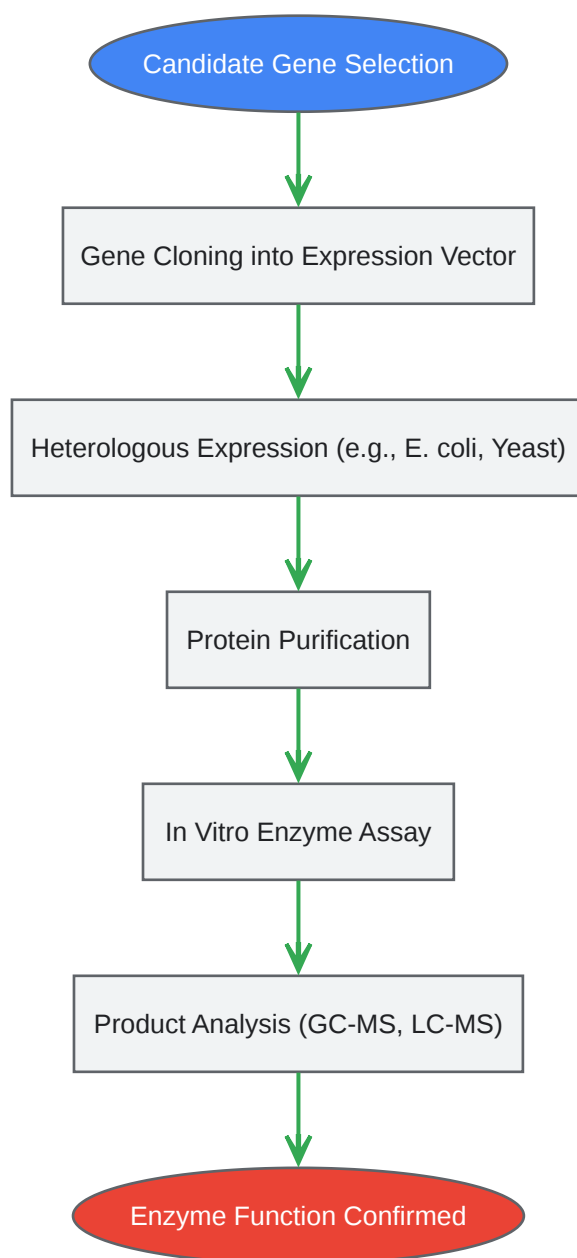 Candidate Gene Selection
Gene Cloning into Expression Vector
Heterologous Expression (e.g., E. coli, Yeast)
Protein Purification
In Vitro Enzyme Assay
Product Analysis (GC-MS, LC-MS)
Enzyme Function Confirmed